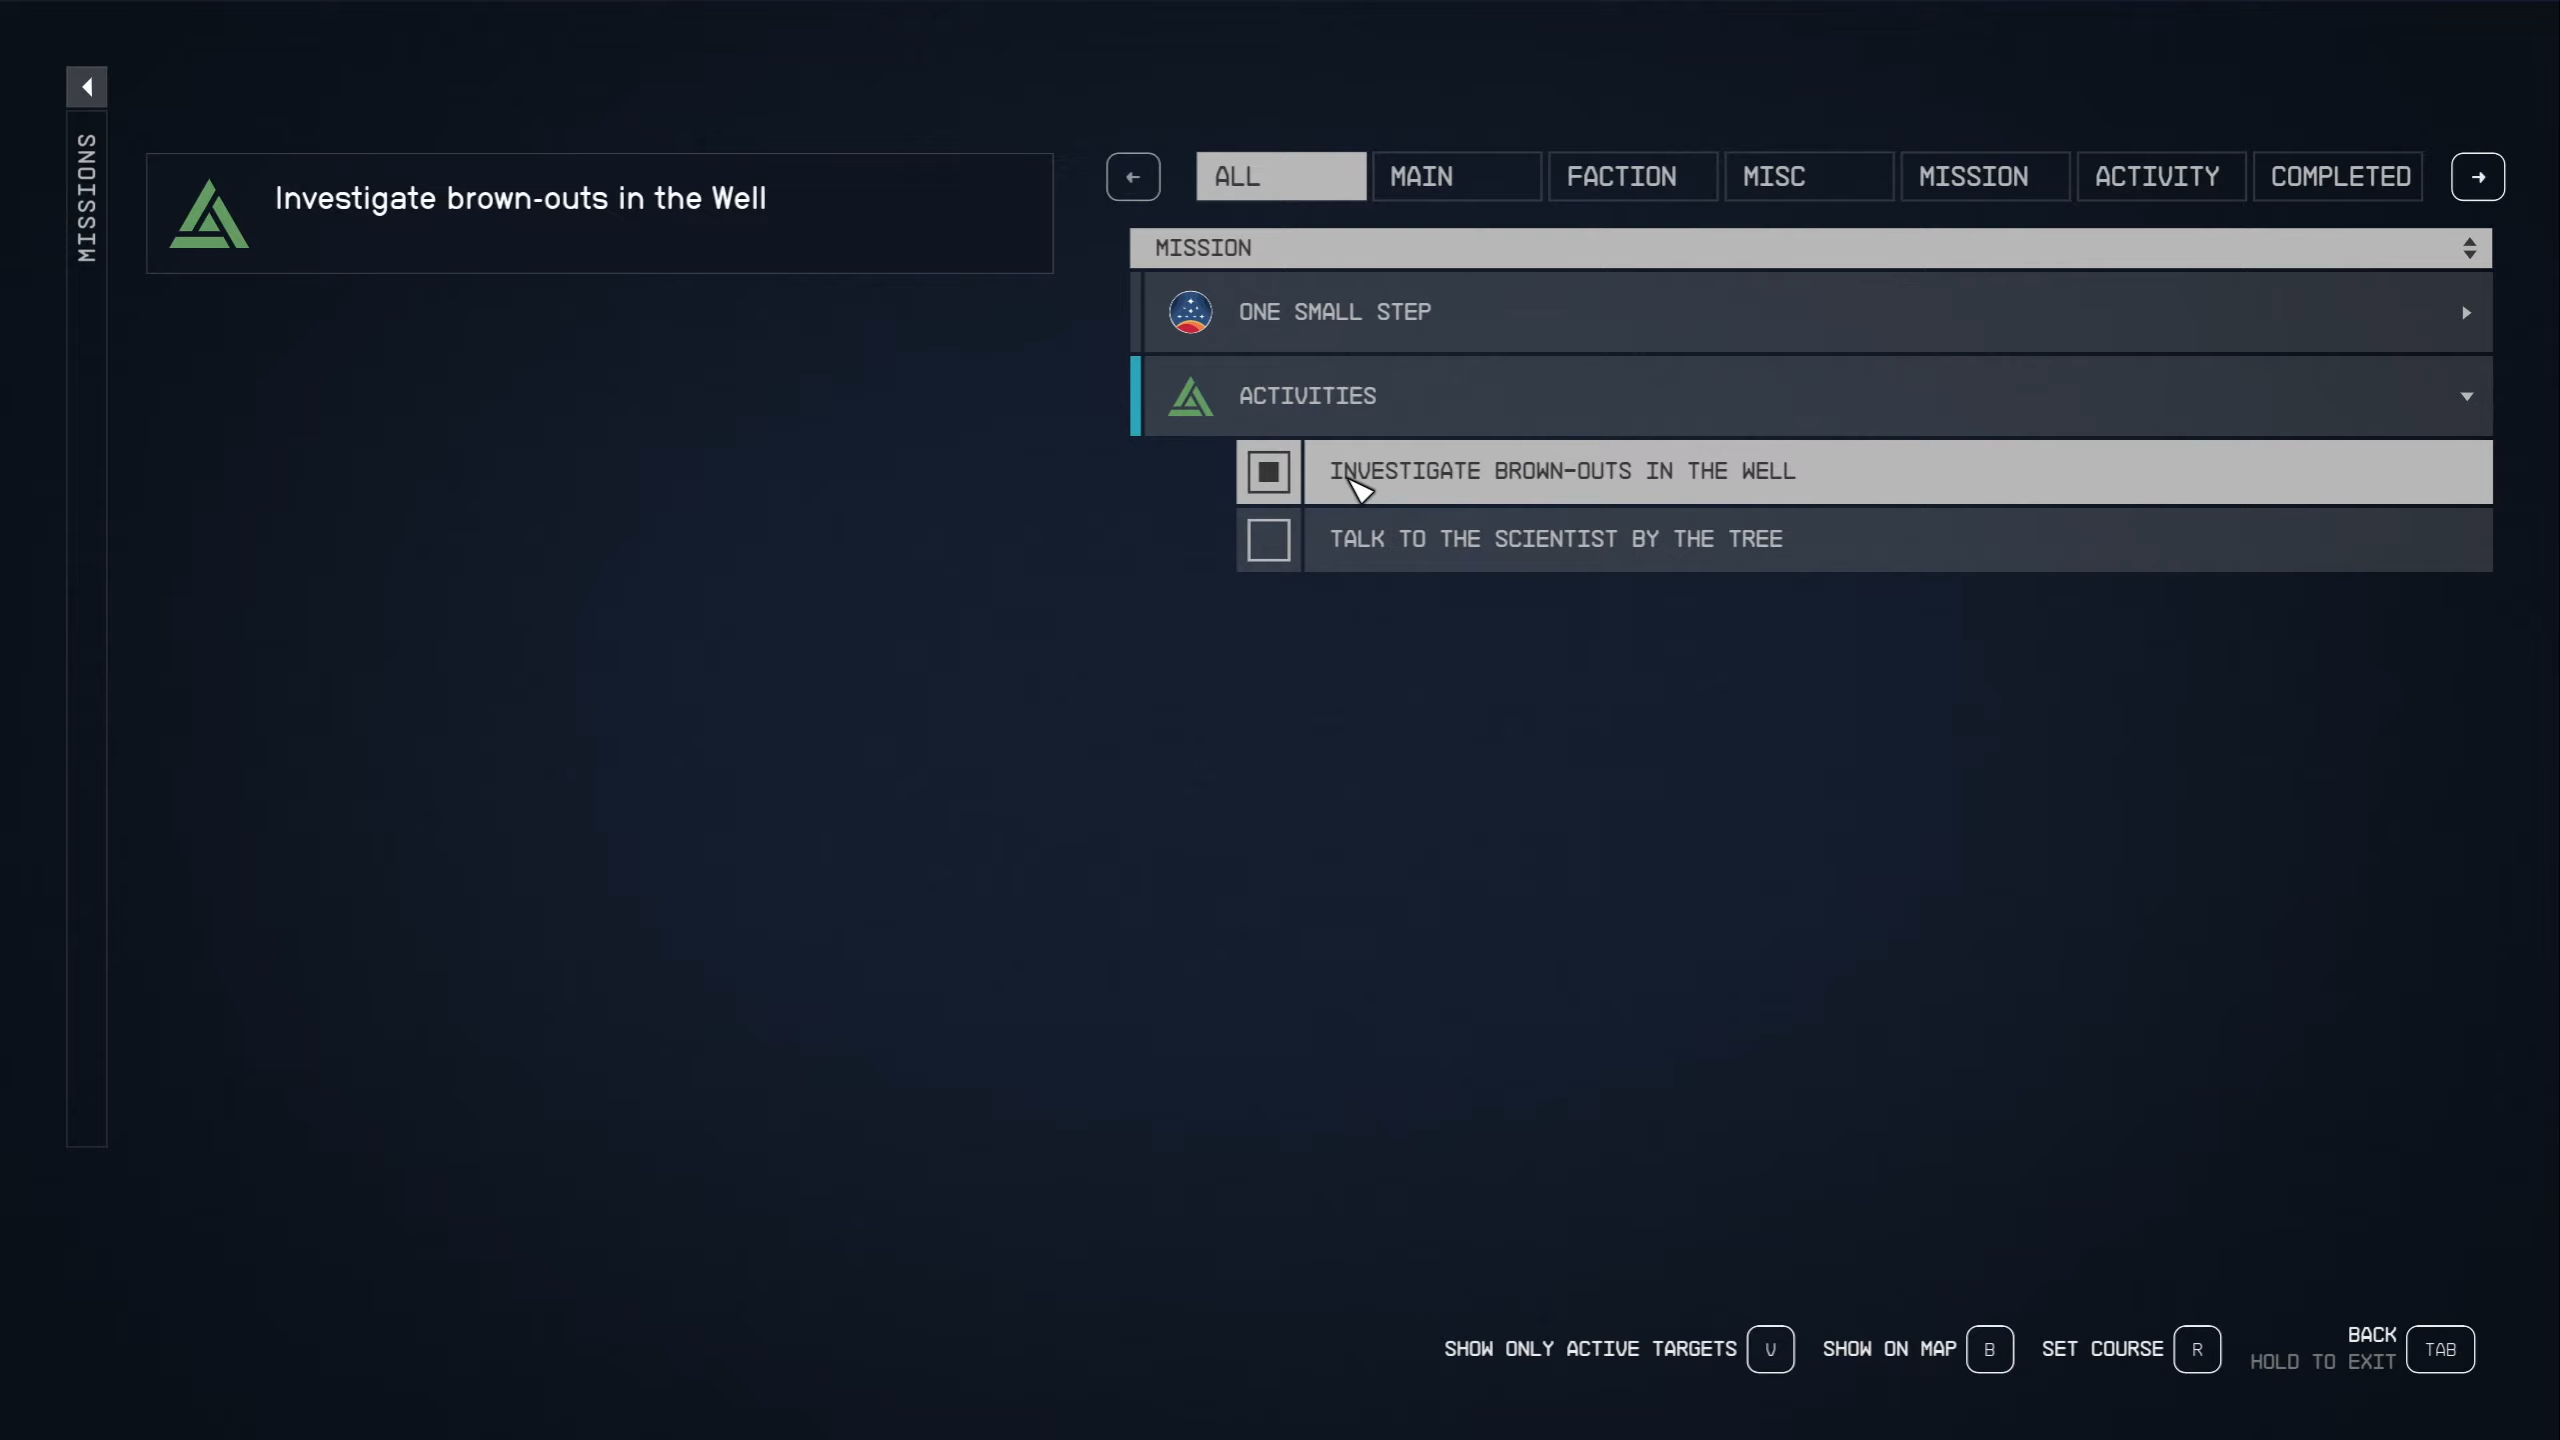 MISSIONS
Investigate brown-outs in the Well
ALL MAIN FACTION MISC MISSION ACTIVITY COMPLETED
MISSION
ONE SMALL STEP
ACTIVITIES
INVESTIGATE BROWN-OUTS IN THE WELL
TALK TO THE SCIENTIST BY THE TREE
SHOW ONLY ACTIVE TARGETS V SHOW ON MAP B SET COURSE R BACK TAB
HOLD TO EXIT